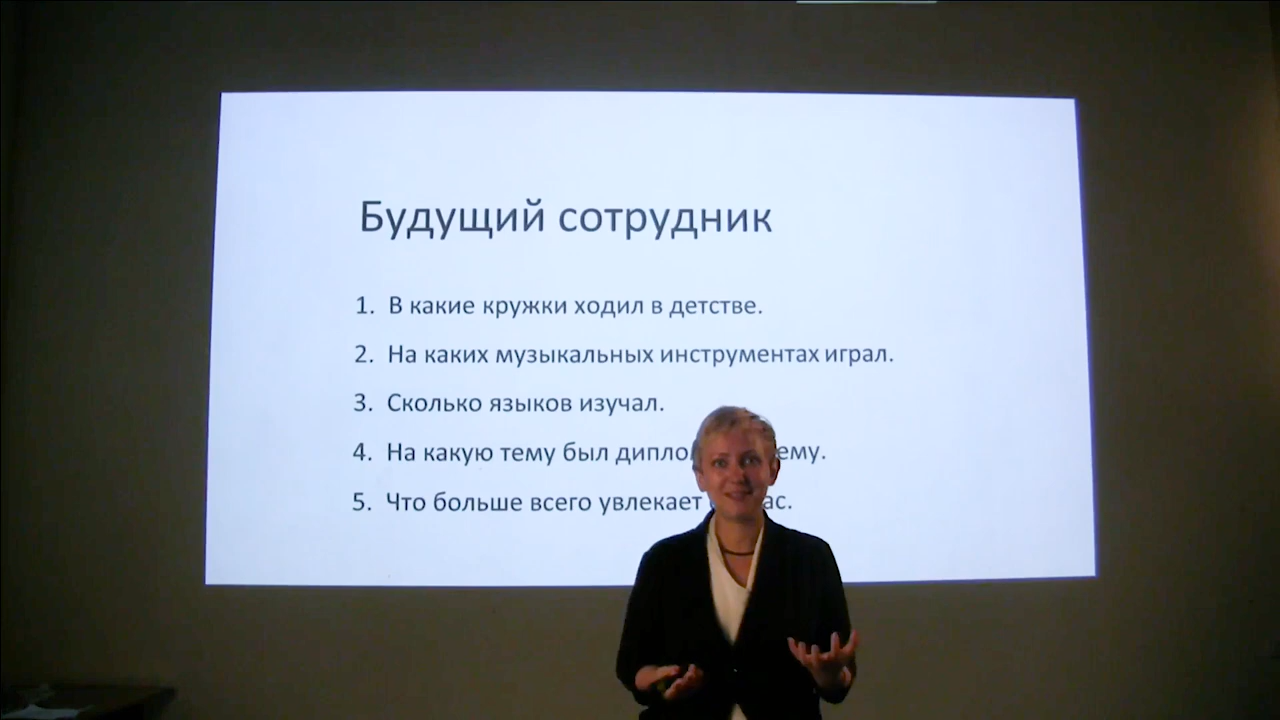 Будущий сотрудник
1. В какие кружки ходил в детстве.
2. На каких музыкальных инструментах играл.
3. Сколько языков изучал.
4. На какую тему был
5. Что больше всего увлекает